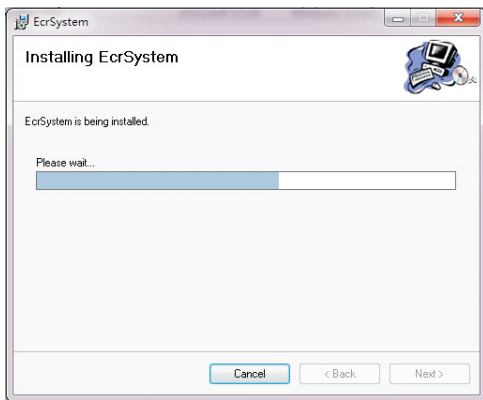 EcrSystem
Installing EcrSystem
EcrSystem is being installed.
Please wait...
Cancel
< Back
Next >